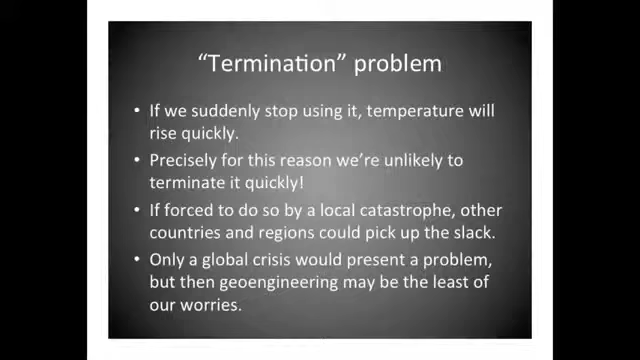 “Termination” problem
• If we suddenly stop using it, temperature will
rise quickly.
• Precisely for this reason we’re unlikely to
terminate it quickly!
• If forced to do so by a local catastrophe, other
countries and regions could pick up the slack.
• Only a global crisis would present a problem,
but then geoengineering may be the least of
our worries.